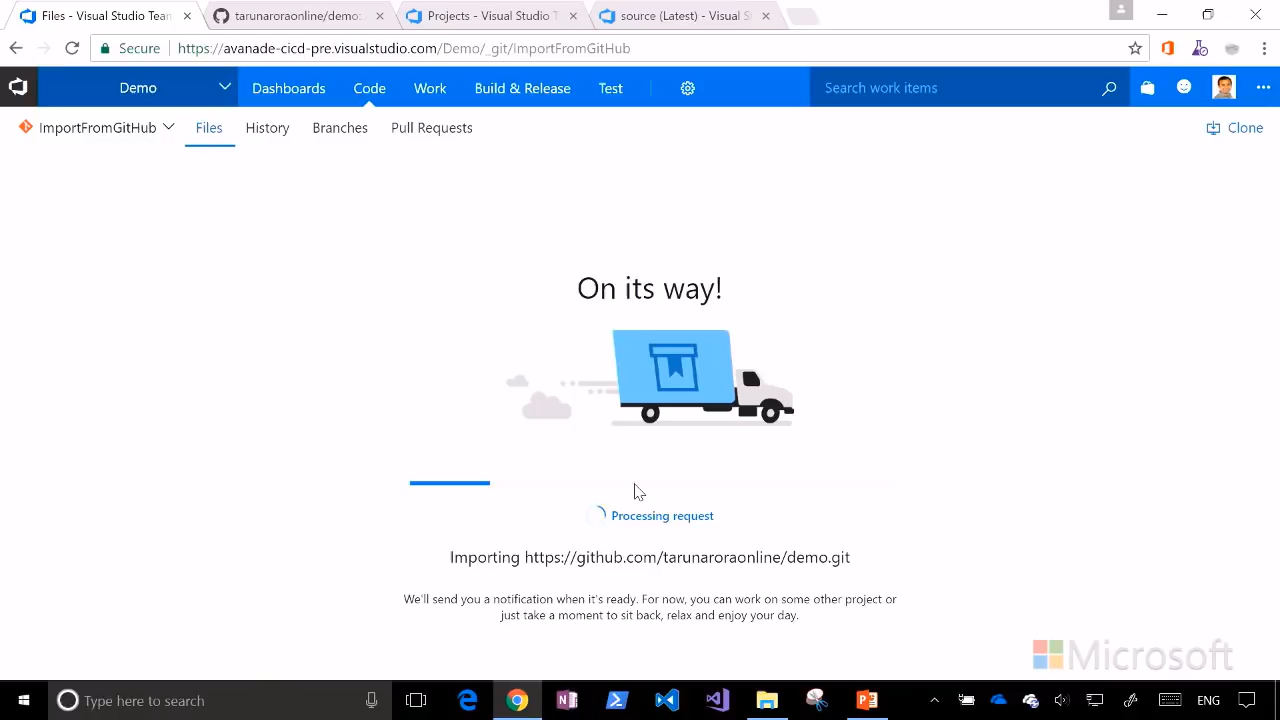 Files - Visual Studio Team
tarunaroraonline/demo:
Projects - Visual Studio T
source (Latest) - Visual S
Secure
https://avanade-cicd-pre.visualstudio.com/Demo/_git/ImportFromGitHub
Demo
Dashboards
Code
Work
Build & Release
Test
Search work items
ImportFromGitHub
Files
History
Branches
Pull Requests
Clone
On its way!
Processing request
Importing https://github.com/tarunaroraonline/demo.git
We'll send you a notification when it's ready. For now, you can work on some other project or
just take a moment to sit back, relax and enjoy your day.
Microsoft
Type here to search
ENG